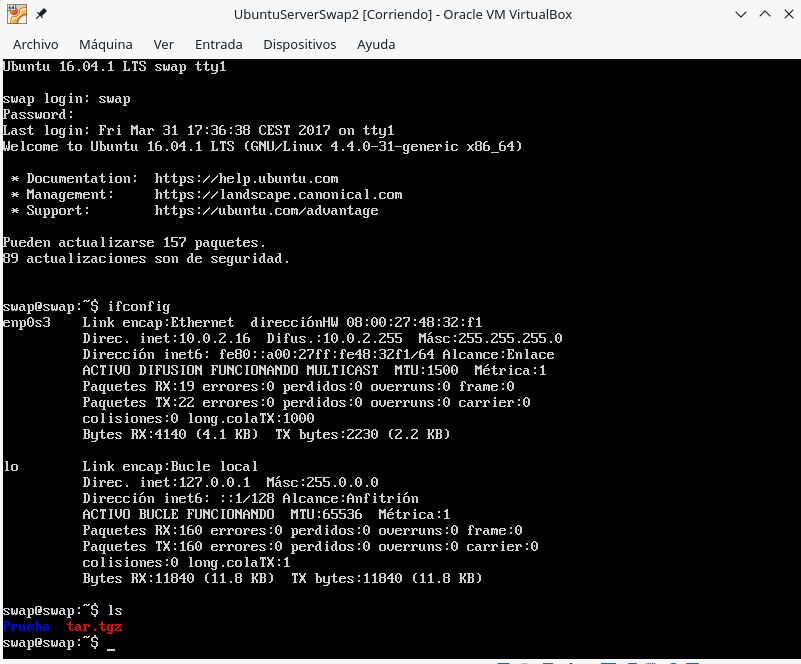 UbuntuServerSwap2 [Corriendo] - Oracle VM VirtualBox
Archivo Máquina Ver Entrada Dispositivos Ayuda
Ubuntu 16.04.1 LTS swap tty1
swap login: swap
Password:
Last login: Fri Mar 31 17:36:38 CEST 2017 on tty1
Welcome to Ubuntu 16.04.1 LTS (GNU/Linux 4.4.0-31-generic x86_64)
* Documentation:  https://help.ubuntu.com
* Management:     https://landscape.canonical.com
* Support:        https://ubuntu.com/advantage
Pueden actualizarse 157 paquetes.
89 actualizaciones son de seguridad.
swap@swap:~$ ifconfig
enp0s3    Link encap:Ethernet  direcciónHW 08:00:27:48:32:f1
Direc. inet:10.0.2.16  Difus.:10.0.2.255  Másc:255.255.255.0
Dirección inet6: fe80::a00:27ff:fe48:32f1/64 Alcance:Enlace
ACTIVO DIFUSION FUNCIONANDO MULTICAST  MTU:1500  Métrica:1
Paquetes RX:19 errores:0 perdidos:0 overruns:0 frame:0
Paquetes TX:22 errores:0 perdidos:0 overruns:0 carrier:0
colisiones:0 long.colaTX:1000
Bytes RX:4140 (4.1 KB)  TX bytes:2230 (2.2 KB)
lo        Link encap:Bucle local
Direc. inet:127.0.0.1  Másc:255.0.0.0
Dirección inet6: ::1/128 Alcance:Anfitrión
ACTIVO BUCLE FUNCIONANDO  MTU:65536  Métrica:1
Paquetes RX:160 errores:0 perdidos:0 overruns:0 frame:0
Paquetes TX:160 errores:0 perdidos:0 overruns:0 carrier:0
colisiones:0 long.colaTX:1
Bytes RX:11840 (11.8 KB)  TX bytes:11840 (11.8 KB)
swap@swap:~$ ls
Prueba  tar.tgz
swap@swap:~$ _